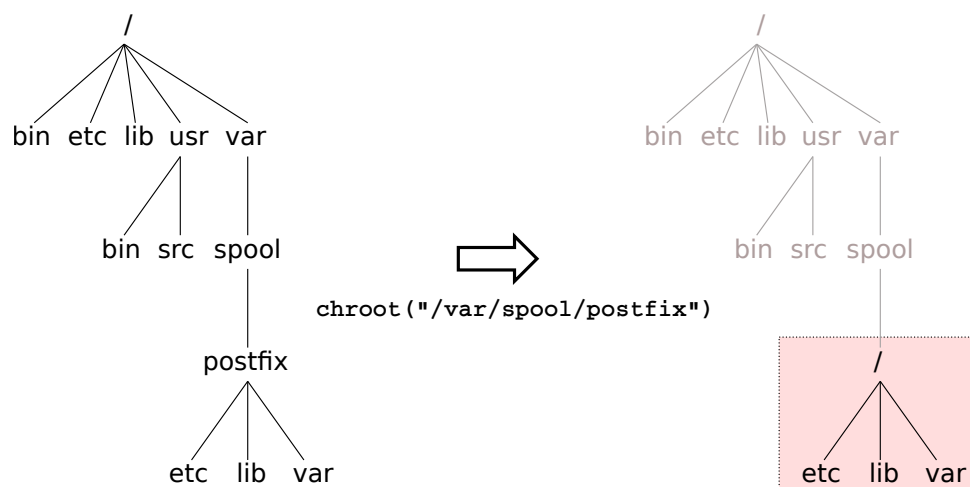 /
/
bin etc lib usr var
bin etc lib usr var
bin src spool
bin src spool
chroot("/var/spool/postfix")
postfix
/
etc lib var
etc lib var